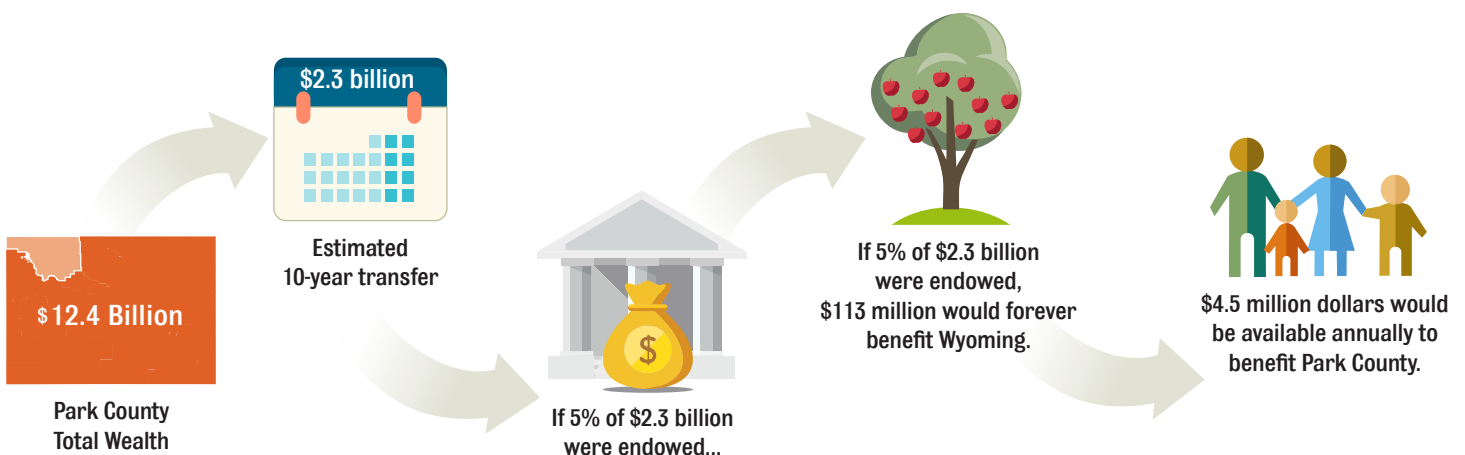 $12.4 Billion
Park County
Total Wealth
$2.3 billion
Estimated
10-year transfer
$
If 5% of $2.3 billion
were endowed...
If 5% of $2.3 billion
were endowed,
$113 million would forever
benefit Wyoming.
$4.5 million dollars would
be available annually to
benefit Park County.